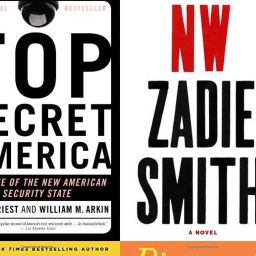 AL BESTSELLER
TOP
ECRET
MERICA
E OF THE NEW AMERICAN
SECURITY STATE
RIEST AND WILLIAM M. ARKIN
TIMES BESTSELLING AUTHOR
NW
ZADIE
SMITH
A NOVEL